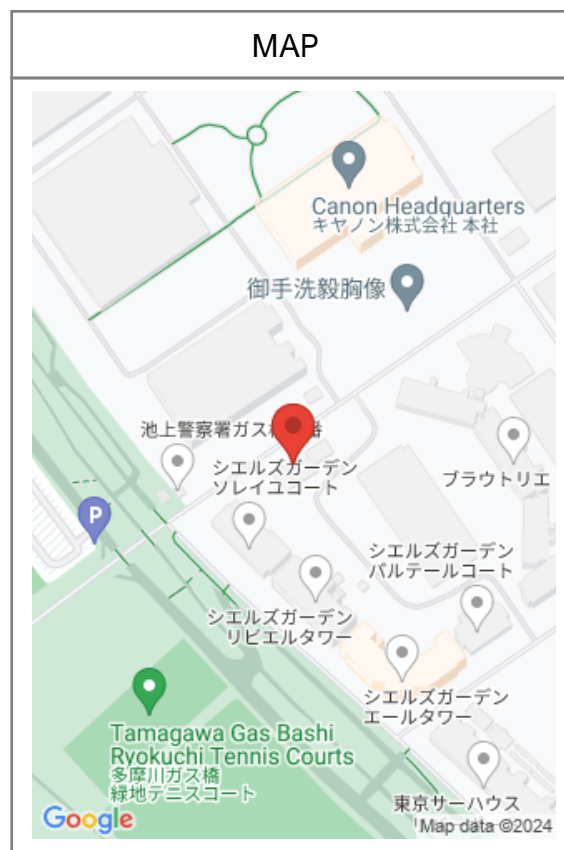 MAP
Canon Headquarters
キヤノン株式会社 本社
御手洗毅胸像
池上警察署ガス
番
シエルズガーデン
ソレイユコート
ブラウトリエ
シエルズガーデン
パルテールコート
シエルズガーデン
リビエルタワー
シエルズガーデン
エールタワー
P
Tamagawa Gas Bashi
Ryokuchi Tennis Courts
多摩川ガス橋
緑地テニスコート
東京サーハウス
Google
Map data ©2024